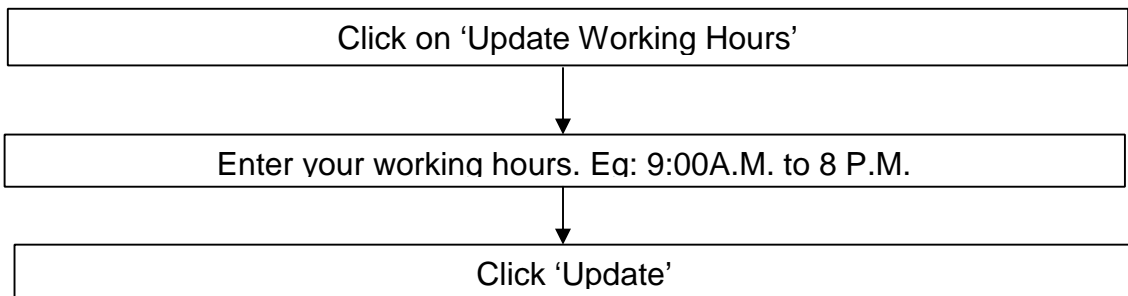 Click on ‘Update Working Hours’
Enter your working hours. Eg: 9:00A.M. to 8 P.M.
Click ‘Update’